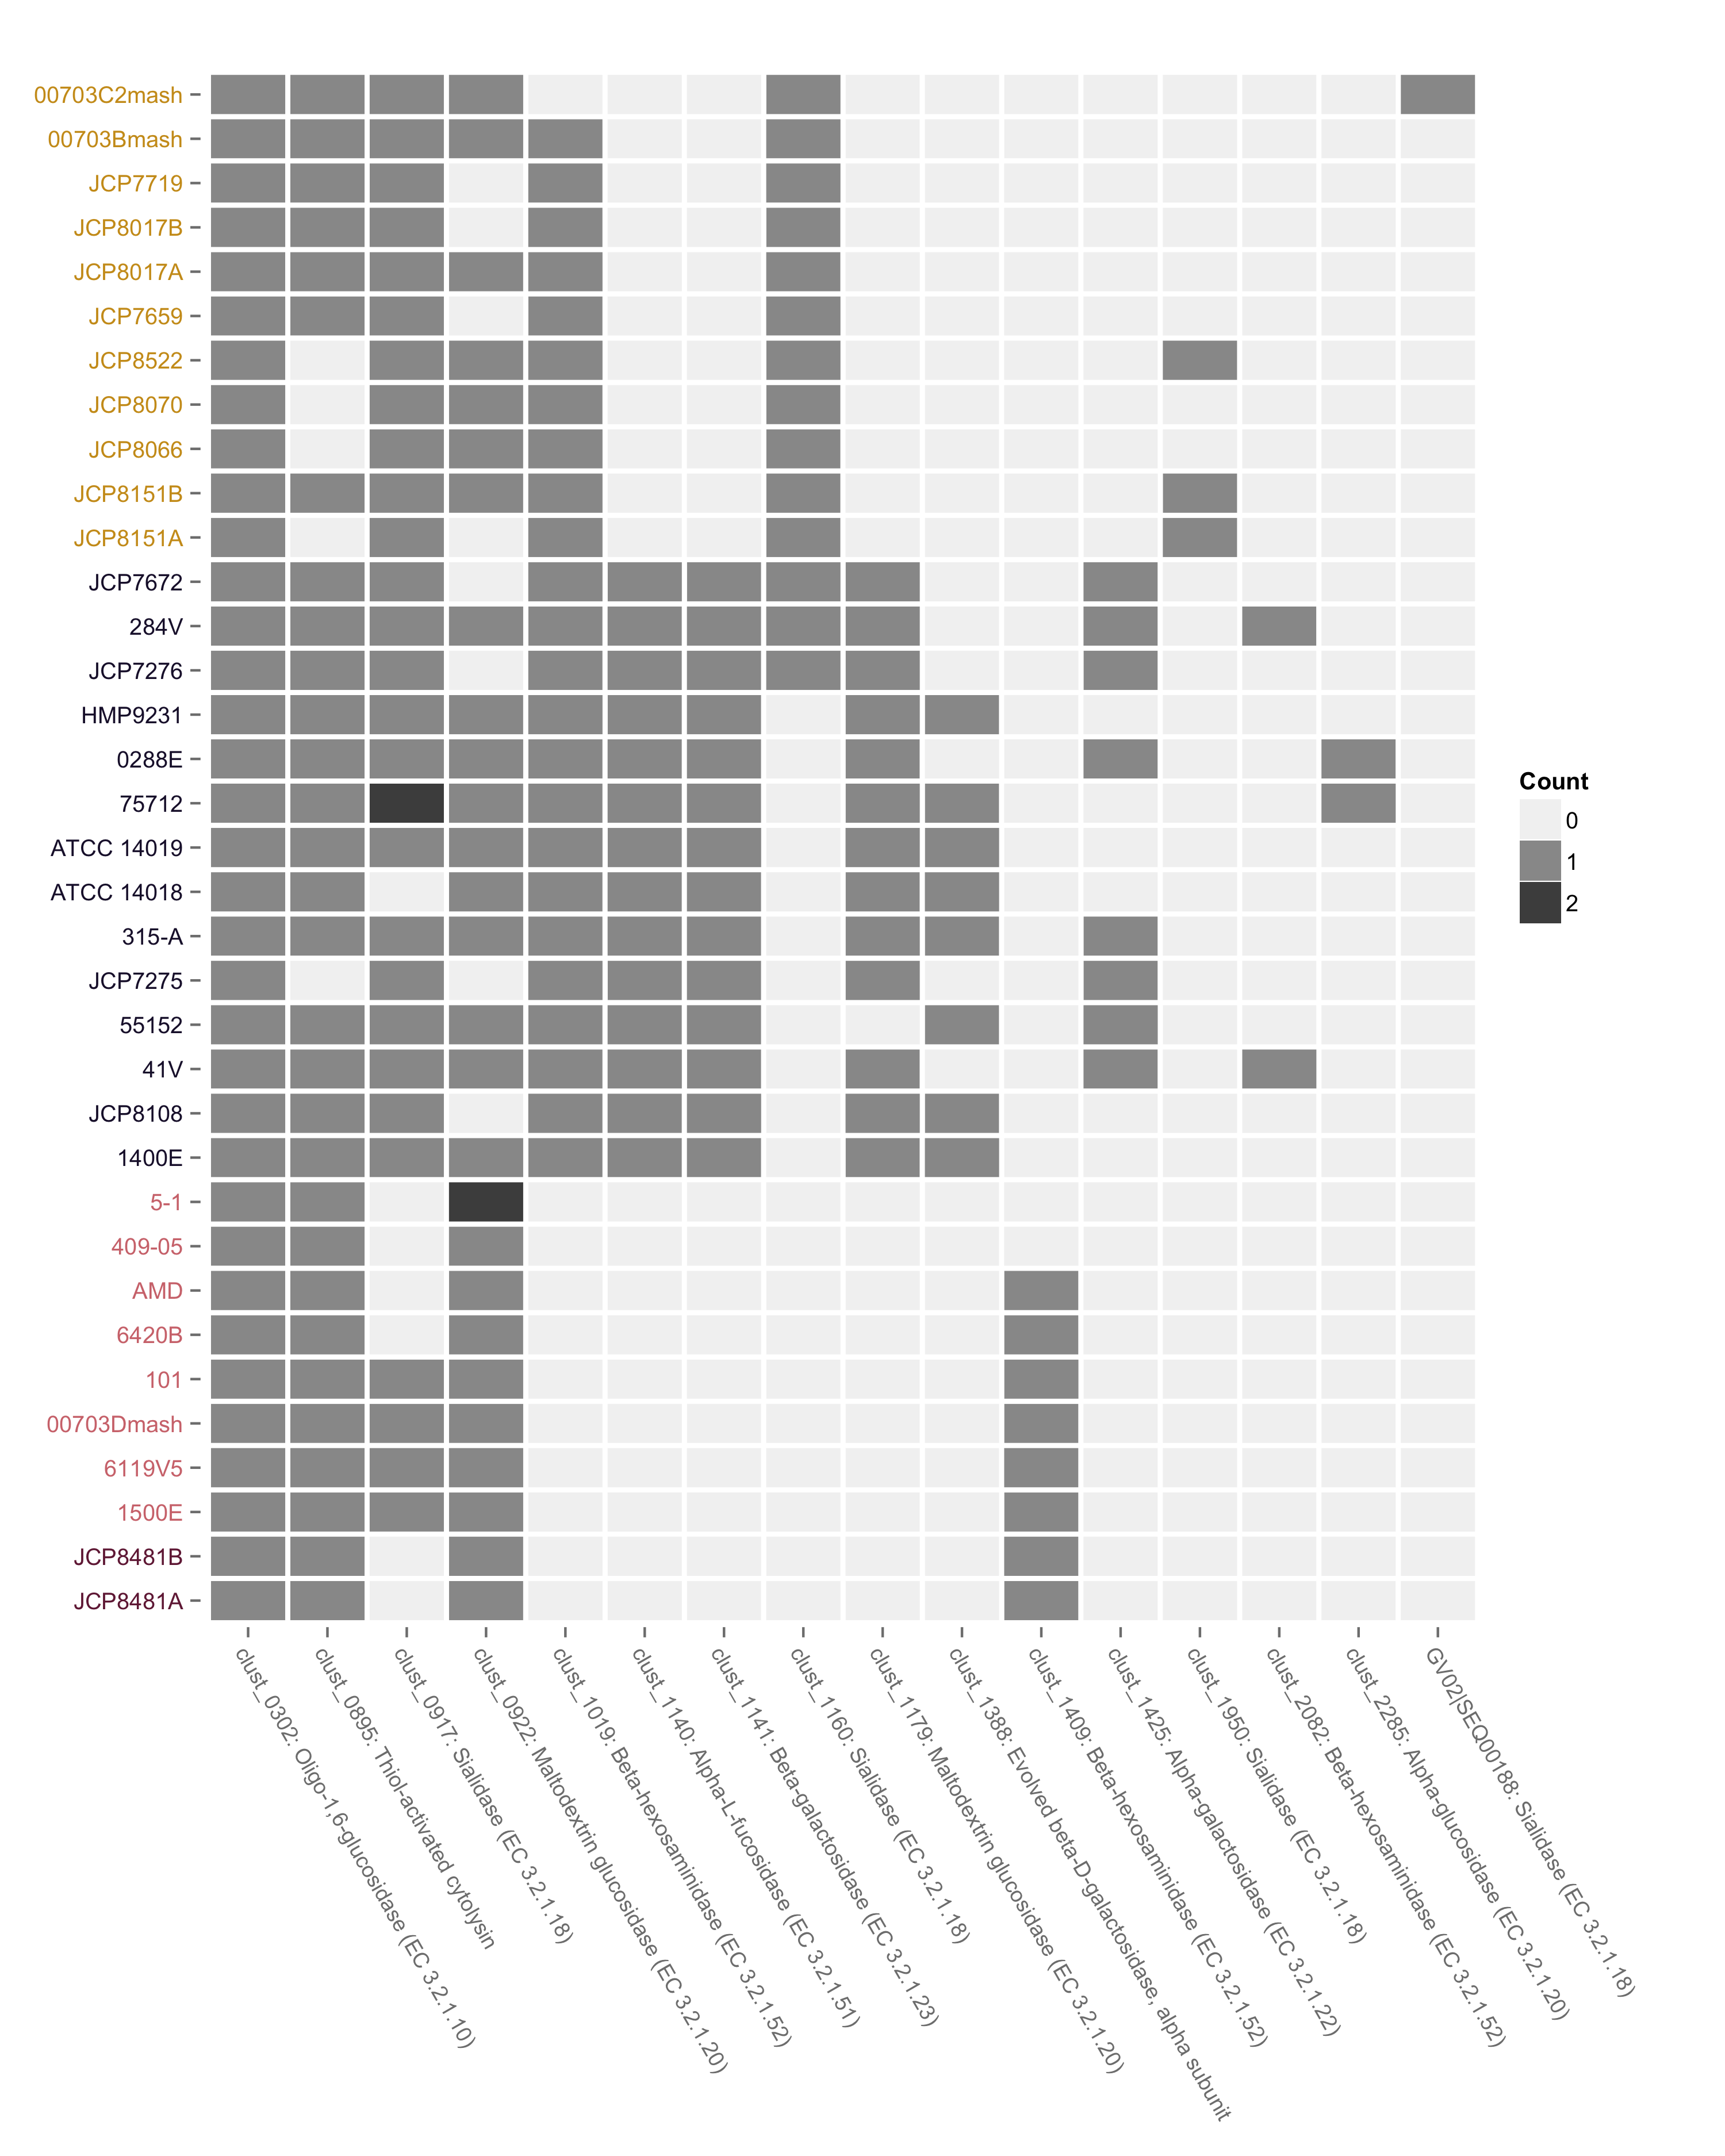 00703C2mash
00703Bmash
JCP7719
JCP8017B
JCP8017A
JCP7659
JCP8522
JCP8070
JCP8066
JCP8151B
JCP8151A
JCP7672
284V
JCP7276
HMP9231
0288E
75712
ATCC 14019
ATCC 14018
315-A
JCP7275
55152
41V
JCP8108
1400E
5-1
409-05
AMD
6420B
101
00703Dmash
6119V5
1500E
JCP8481B
JCP8481A
Count
0
1
2
clust_0302: Oligo-1,6-glucosidase (EC 3.2.1.10)
clust_0895: Thiol-activated cytolysin
clust_0917: Sialidase (EC 3.2.1.18)
clust_0922: Maltodextrin glucosidase (EC 3.2.1.20)
clust_1019: Beta-hexosaminidase (EC 3.2.1.52)
clust_1140: Alpha-L-fucosidase (EC 3.2.1.51)
clust_1141: Beta-galactosidase (EC 3.2.1.23)
clust_1160: Sialidase (EC 3.2.1.18)
clust_1179: Maltodextrin glucosidase (EC 3.2.1.20)
clust_1388: Evolved beta-D-galactosidase, alpha subunit
clust_1409: Beta-hexosaminidase (EC 3.2.1.52)
clust_1425: Alpha-galactosidase (EC 3.2.1.22)
clust_1950: Sialidase (EC 3.2.1.18)
clust_2082: Beta-hexosaminidase (EC 3.2.1.52)
clust_2285: Alpha-glucosidase (EC 3.2.1.20)
GV02|SEQ00188: Sialidase (EC 3.2.1.18)